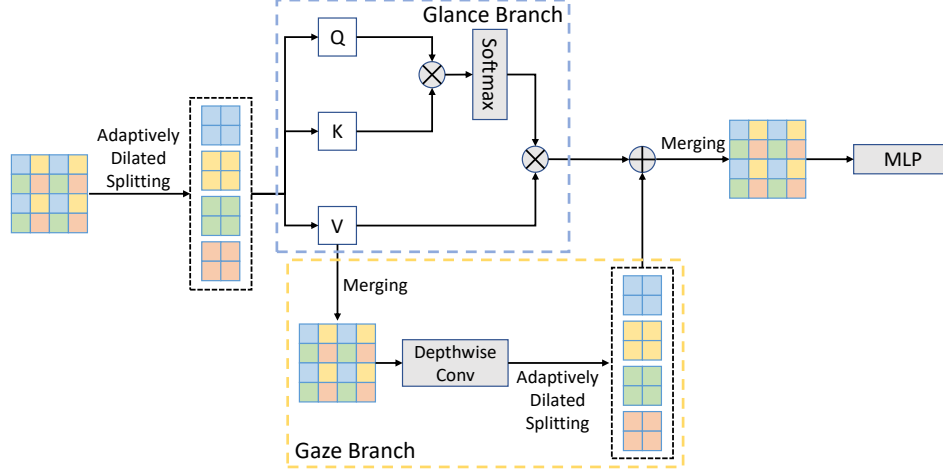 Glance Branch
Q
Softmax
K
Adaptively
Dilated
Splitting
Merging
MLP
V
Merging
Depthwise
Conv
Adaptively
Dilated
Splitting
Gaze Branch